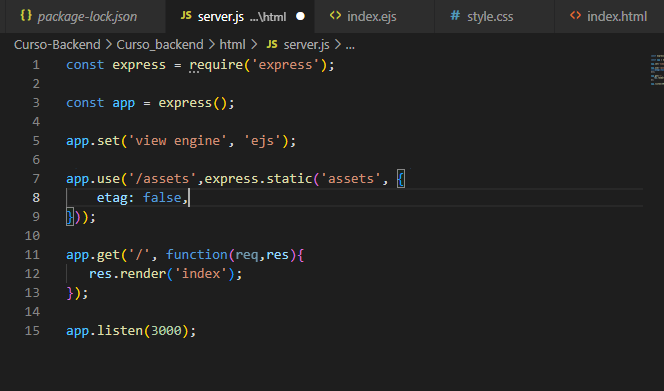 {} package-lock.json JS server.js ...\html ● <> index.ejs # style.css <> index.html
Curso-Backend > Curso_backend > html > JS server.js > ...
1 const express = require('express');
2
3 const app = express();
4
5 app.set('view engine', 'ejs');
6
7 app.use('/assets',express.static('assets', {
8 etag: false,
9 }));
10
11 app.get('/', function(req,res){
12 res.render('index');
13 });
14
15 app.listen(3000);